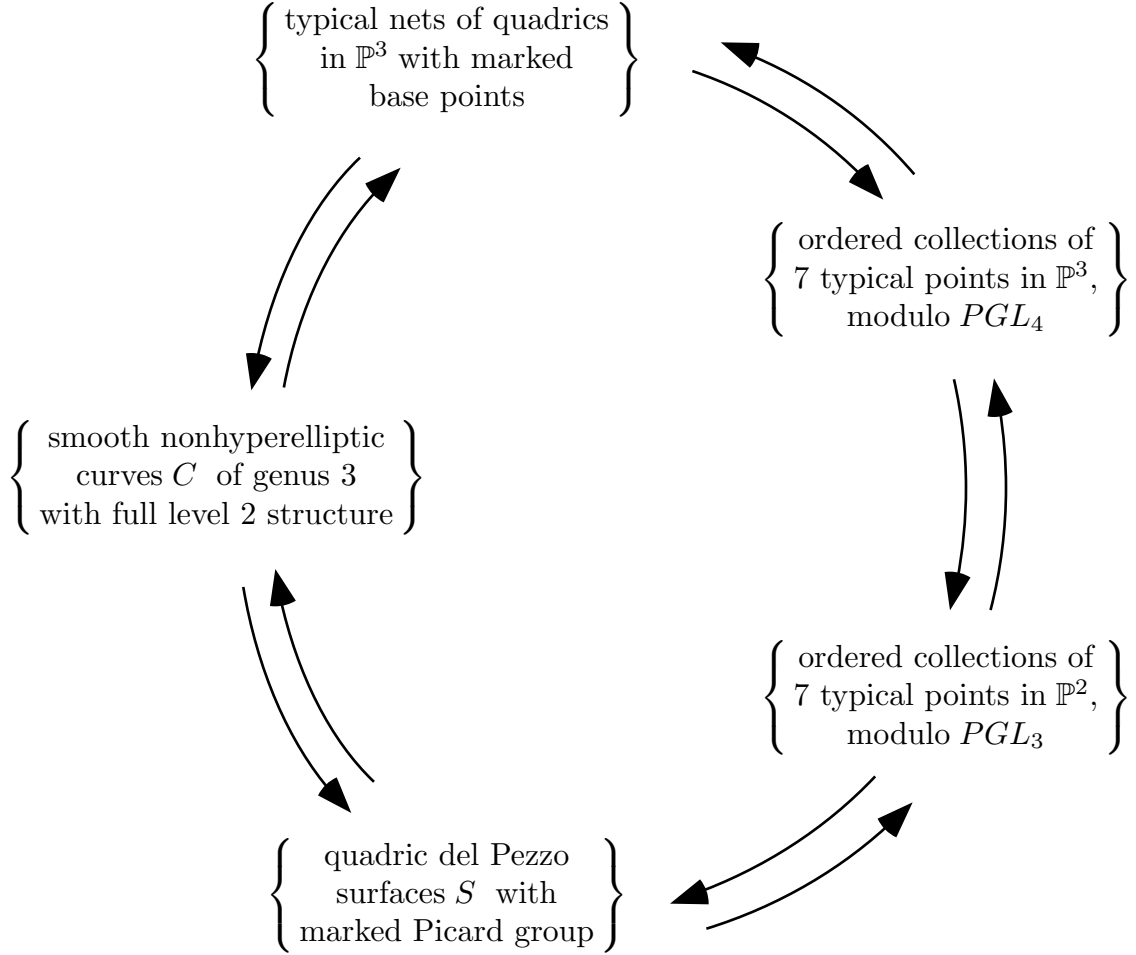 typical nets of quadrics
in ℙ³ with marked
base points
ordered collections of
7 typical points in ℙ³,
modulo PGL₄
smooth nonhyperelliptic
curves C of genus 3
with full level 2 structure
ordered collections of
7 typical points in ℙ²,
modulo PGL₃
quadric del Pezzo
surfaces S with
marked Picard group